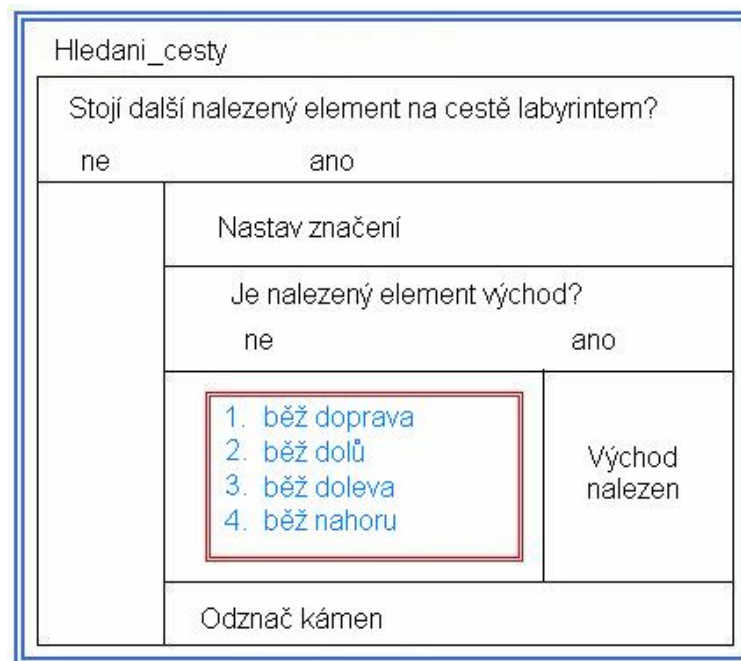 Hledani_cesty
Stojí další nalezený element na cestě labyrintem?
ne ano
Nastav značení
Je nalezený element východ?
ne ano
1. běž doprava
2. běž dolů
3. běž doleva
4. běž nahoru
Východ
nalezen
Odznač kámen